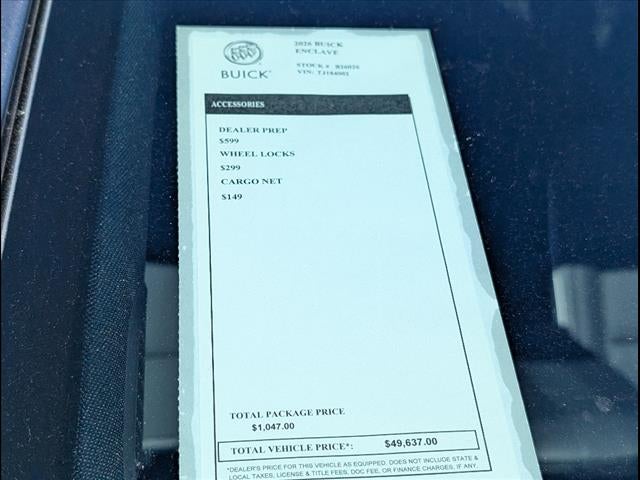 2026 BUICK
ENCLAVE
BUICK
STOCK # B26026
VIN: TJ184001
ACCESSORIES
DEALER PREP
$599
WHEEL LOCKS
$299
CARGO NET
$149
TOTAL PACKAGE PRICE
$1,047.00
TOTAL VEHICLE PRICE*: $49,637.00
*DEALER'S PRICE FOR THIS VEHICLE AS EQUIPPED. DOES NOT INCLUDE STATE &
LOCAL TAXES, LICENSE & TITLE FEES, DOC FEE, OR FINANCE CHARGES, IF ANY.